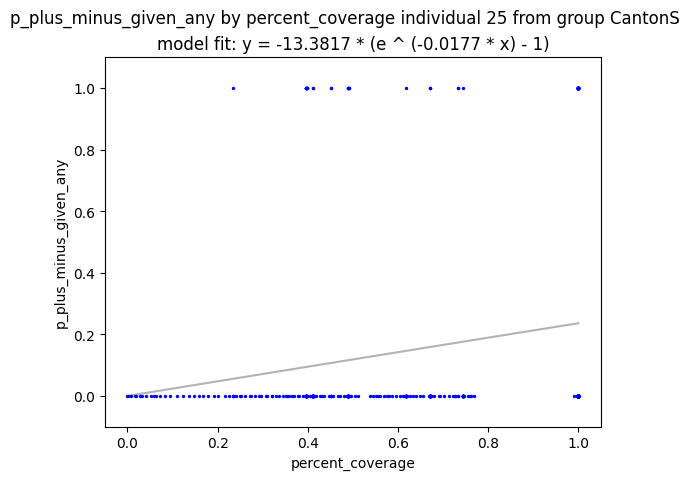 p_plus_minus_given_any by percent_coverage individual 25 from group CantonS
model fit: y = -13.3817 * (e ^ (-0.0177 * x) - 1)
1.0
0.8
0.6
0.4
0.2
0.0
p_plus_minus_given_any
0.0 0.2 0.4 0.6 0.8 1.0
percent_coverage